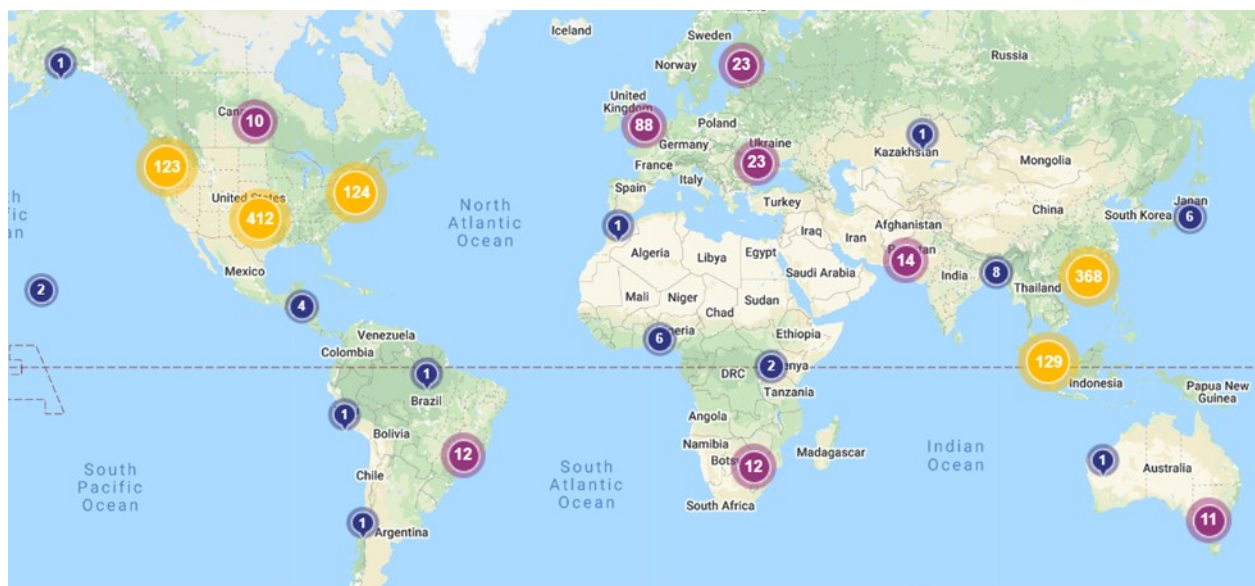 Iceland
Sweden
Norway
Russia
1
23
United
Kingdom
10
88
Poland
Germany
Ukraine
1
Kazakhstan
Mongolia
123
France
23
124
United States
Spain
Italy
Turkey
China
South Korea
Japan
6
412
North
Atlantic
Ocean
1
Algeria
Libya
Egypt
Iraq
Iran
Afghanistan
14
Mexico
Saudi Arabia
India
8
368
2
4
Mali
Niger
Chad
Sudan
Thailand
Venezuela
Colombia
6
Ethiopia
1
Brazil
DRC
2
Tanzania
129
Indonesia
Papua New
Guinea
1
Bolivia
Angola
Namibia
Madagascar
Indian
Ocean
12
12
1
Australia
South
Pacific
Ocean
Chile
South
Atlantic
Ocean
South Africa
1
Argentina
11